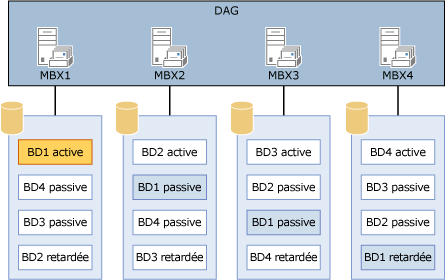 DAG
MBX1 MBX2 MBX3 MBX4
BD1 active BD2 active BD3 active BD4 active
BD4 passive BD1 passive BD2 passive BD3 passive
BD3 passive BD4 passive BD1 passive BD2 passive
BD2 retardée BD3 retardée BD4 retardée BD1 retardée